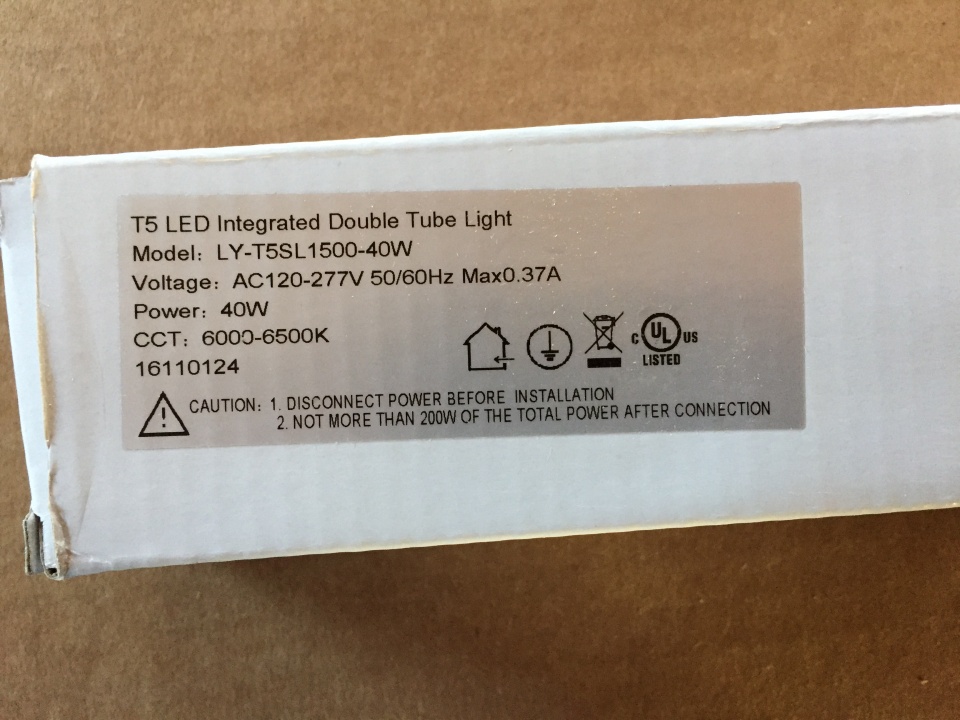 T5 LED Integrated Double Tube Light
Model: LY-T5SL1500-40W
Voltage: AC120-277V 50/60Hz Max0.37A
Power: 40W
CCT: 6000-6500K
16110124
C UL US
LISTED
CAUTION: 1. DISCONNECT POWER BEFORE INSTALLATION
2. NOT MORE THAN 200W OF THE TOTAL POWER AFTER CONNECTION